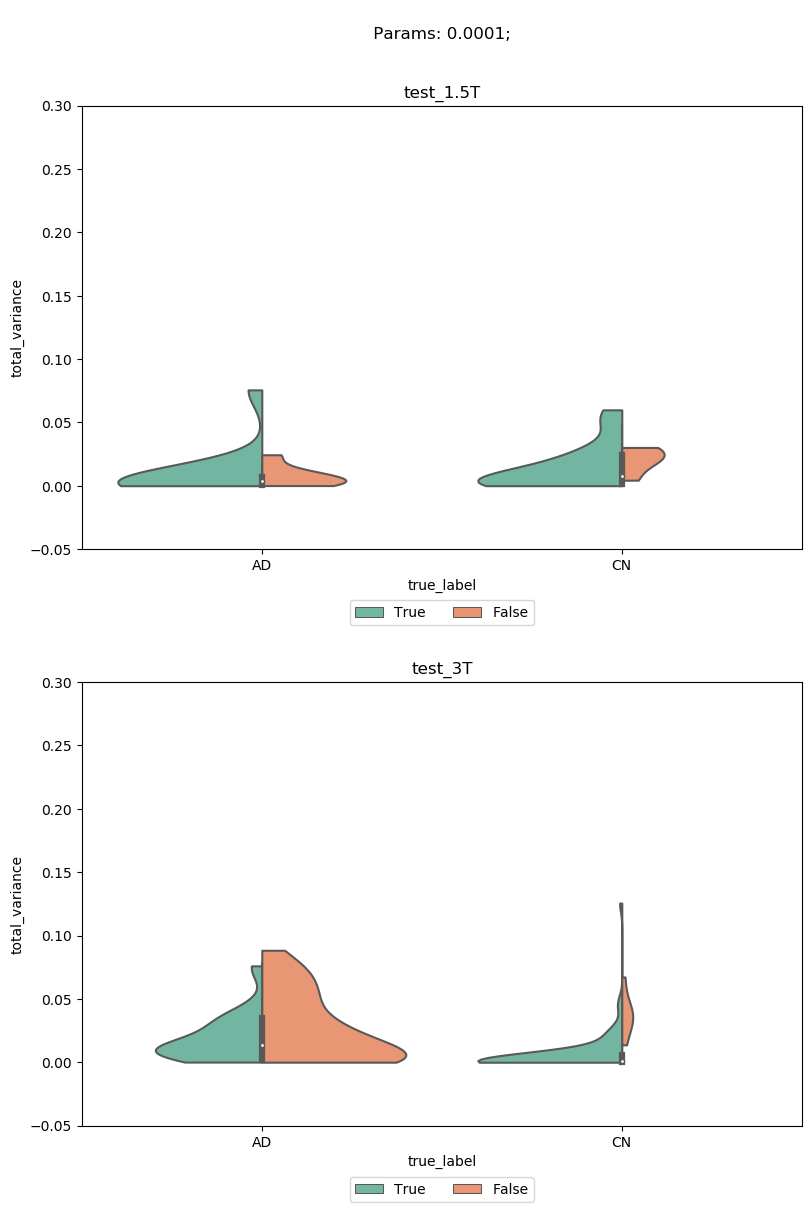 Params: 0.0001;
test_1.5T
0.30
0.25
0.20
0.15
0.10
0.05
0.00
−0.05
total_variance
AD CN
true_label
True False
test_3T
0.30
0.25
0.20
0.15
0.10
0.05
0.00
−0.05
total_variance
AD CN
true_label
True False